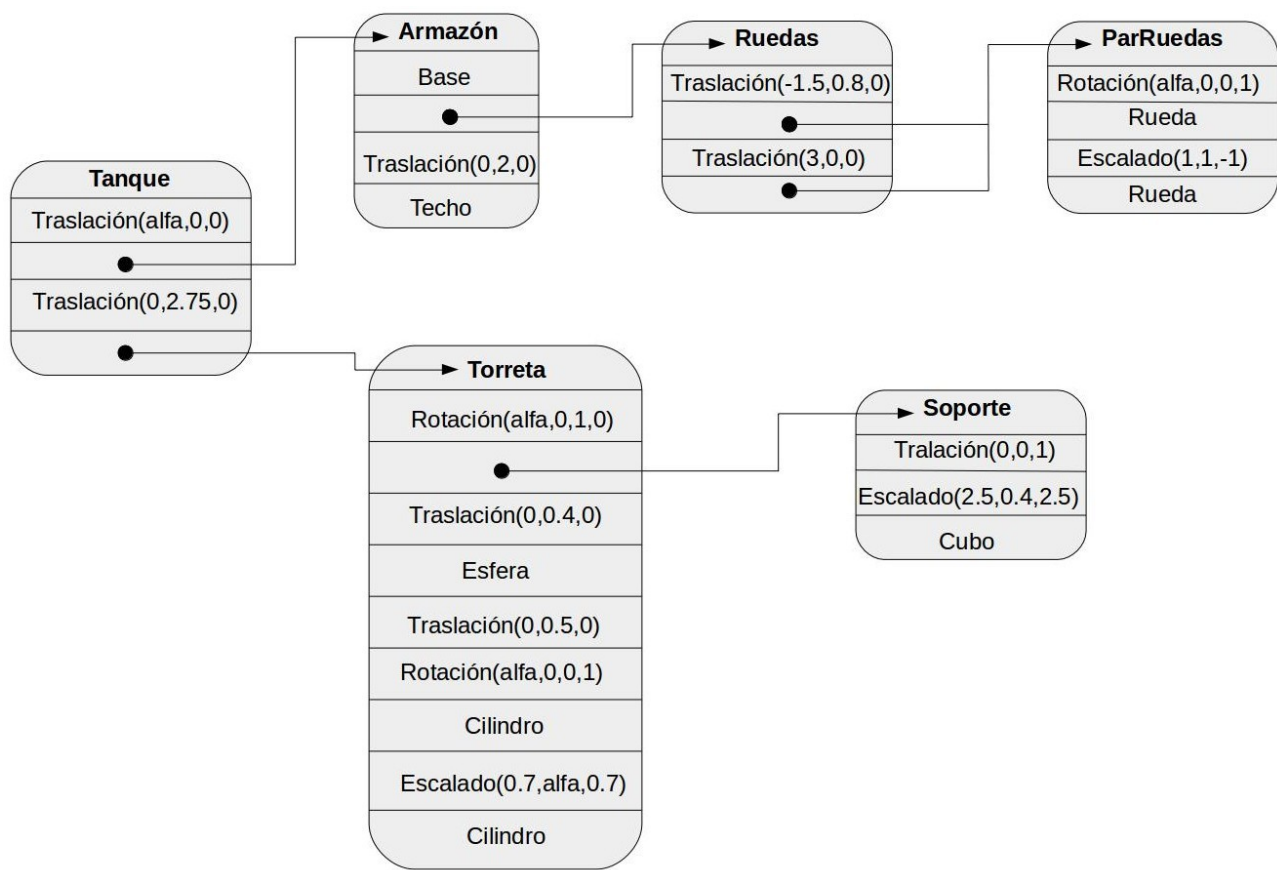 Armazón
Base
Traslación(0,2,0)
Techo
Ruedas
Traslación(-1.5,0.8,0)
Traslación(3,0,0)
ParRuedas
Rotación(alfa,0,0,1)
Rueda
Escalado(1,1,-1)
Rueda
Tanque
Traslación(alfa,0,0)
Traslación(0,2.75,0)
Torreta
Rotación(alfa,0,1,0)
Traslación(0,0.4,0)
Esfera
Traslación(0,0.5,0)
Rotación(alfa,0,0,1)
Cilindro
Escalado(0.7,alfa,0.7)
Cilindro
Soporte
Tralación(0,0,1)
Escalado(2.5,0.4,2.5)
Cubo